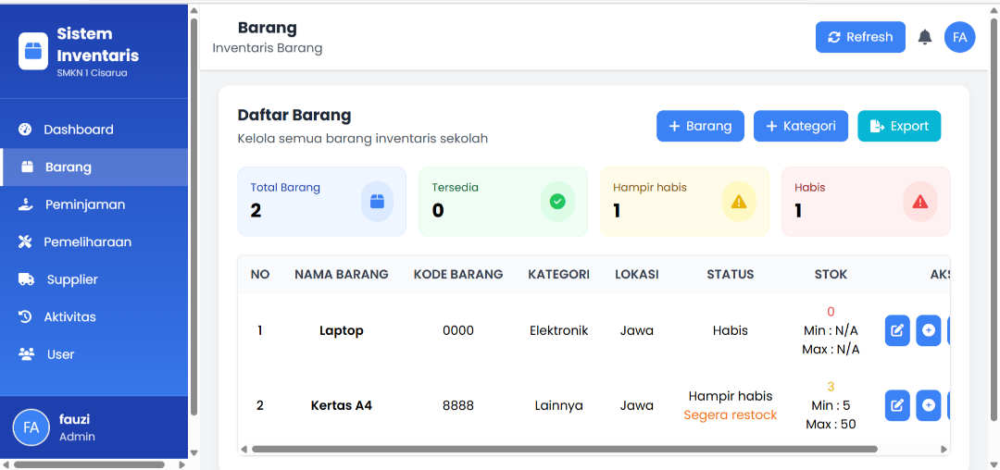 Sistem
Inventaris
SMKN 1 Cisarua
Dashboard
Barang
Peminjaman
Pemeliharaan
Supplier
Aktivitas
User
FA
fauzi
Admin
Barang
Inventaris Barang
Refresh
FA
Daftar Barang
Kelola semua barang inventaris sekolah
+ Barang
+ Kategori
Export
Total Barang
2
Tersedia
0
Hampir habis
1
Habis
1
NO NAMA BARANG KODE BARANG KATEGORI LOKASI STATUS STOK
1 Laptop 0000 Elektronik Jawa Habis
0
Min : N/A
Max : N/A
2 Kertas A4 8888 Lainnya Jawa
Hampir habis
Segera restock
3
Min : 5
Max : 50